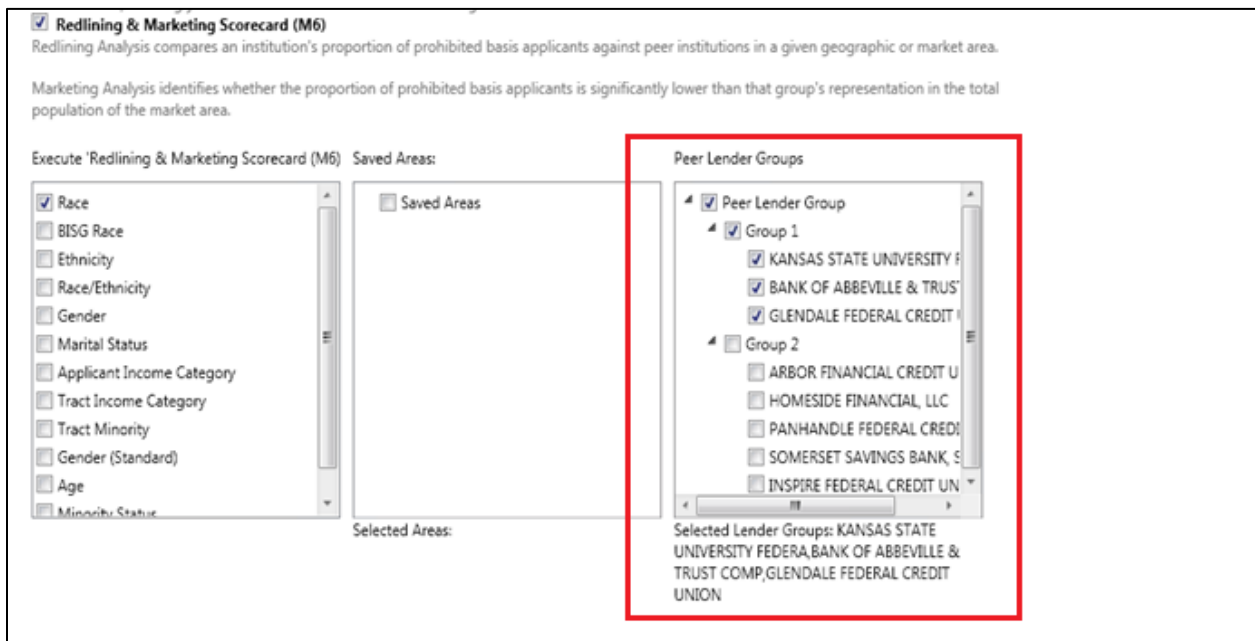 Redlining & Marketing Scorecard (M6)
Redlining Analysis compares an institution's proportion of prohibited basis applicants against peer institutions in a given geographic or market area.
Marketing Analysis identifies whether the proportion of prohibited basis applicants is significantly lower than that group's representation in the total
population of the market area.
Execute 'Redlining & Marketing Scorecard (M6)
Race
BISG Race
Ethnicity
Race/Ethnicity
Gender
Marital Status
Applicant Income Category
Tract Income Category
Tract Minority
Gender (Standard)
Age
Minority Status
Saved Areas:
Saved Areas
Selected Areas:
Peer Lender Groups
Peer Lender Group
Group 1
KANSAS STATE UNIVERSITY F
BANK OF ABBEVILLE & TRUST
GLENDALE FEDERAL CREDIT
Group 2
ARBOR FINANCIAL CREDIT U
HOMESIDE FINANCIAL, LLC
PANHANDLE FEDERAL CREDI
SOMERSET SAVINGS BANK, S
INSPIRE FEDERAL CREDIT UN
Selected Lender Groups: KANSAS STATE
UNIVERSITY FEDERA,BANK OF ABBEVILLE &
TRUST COMP,GLENDALE FEDERAL CREDIT
UNION